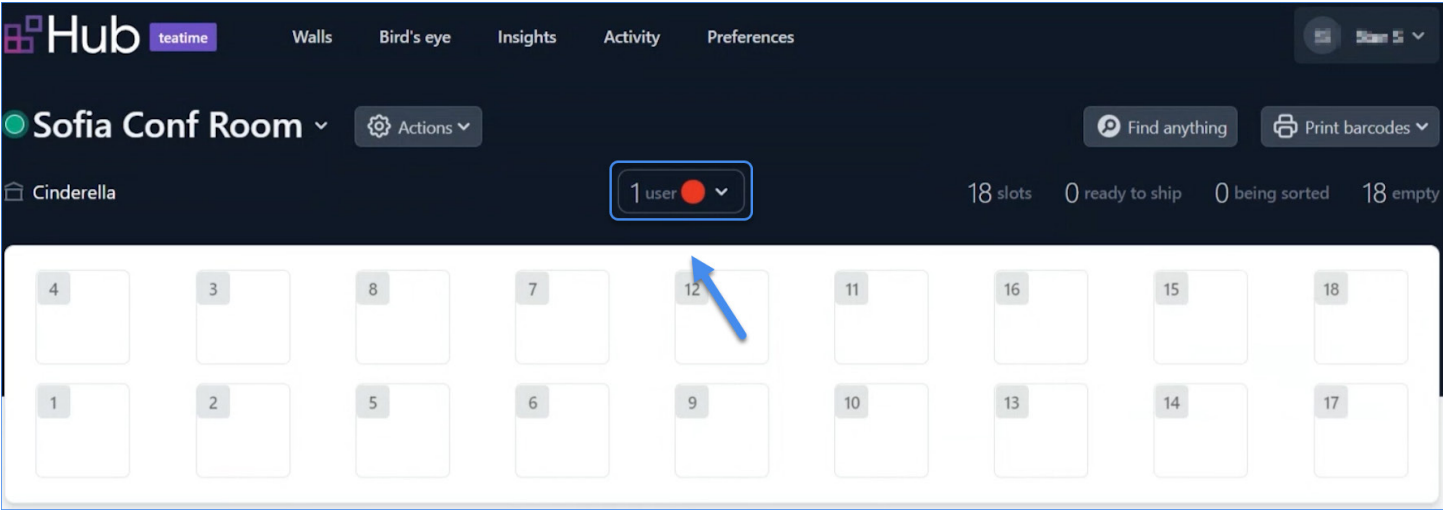 Hub teatime Walls Bird's eye Insights Activity Preferences
Sofia Conf Room Actions Find anything Print barcodes
Cinderella 1 user 18 slots 0 ready to ship 0 being sorted 18 empty
4 3 8 7 12 11 16 15 18
1 2 5 6 9 10 13 14 17